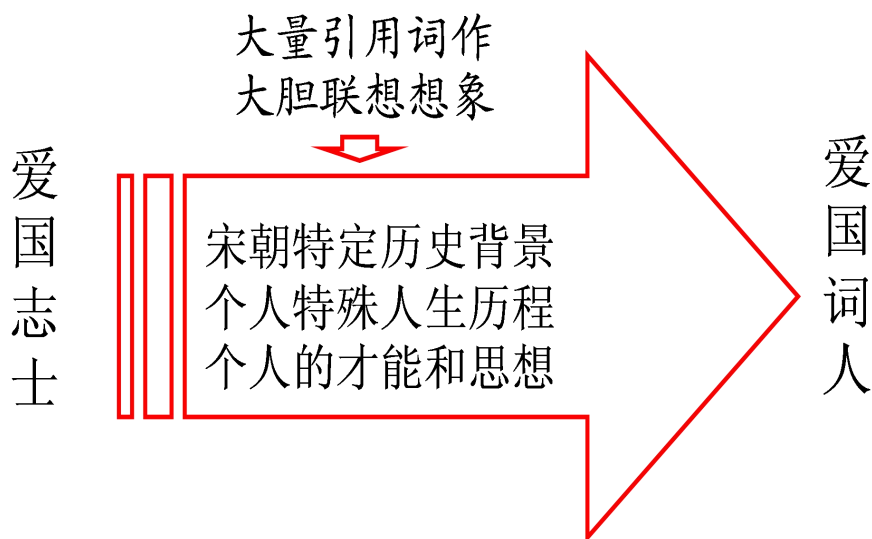 大量引用词作
大胆联想想象
爱国志士
宋朝特定历史背景
个人特殊人生历程
个人的才能和思想
爱国词人